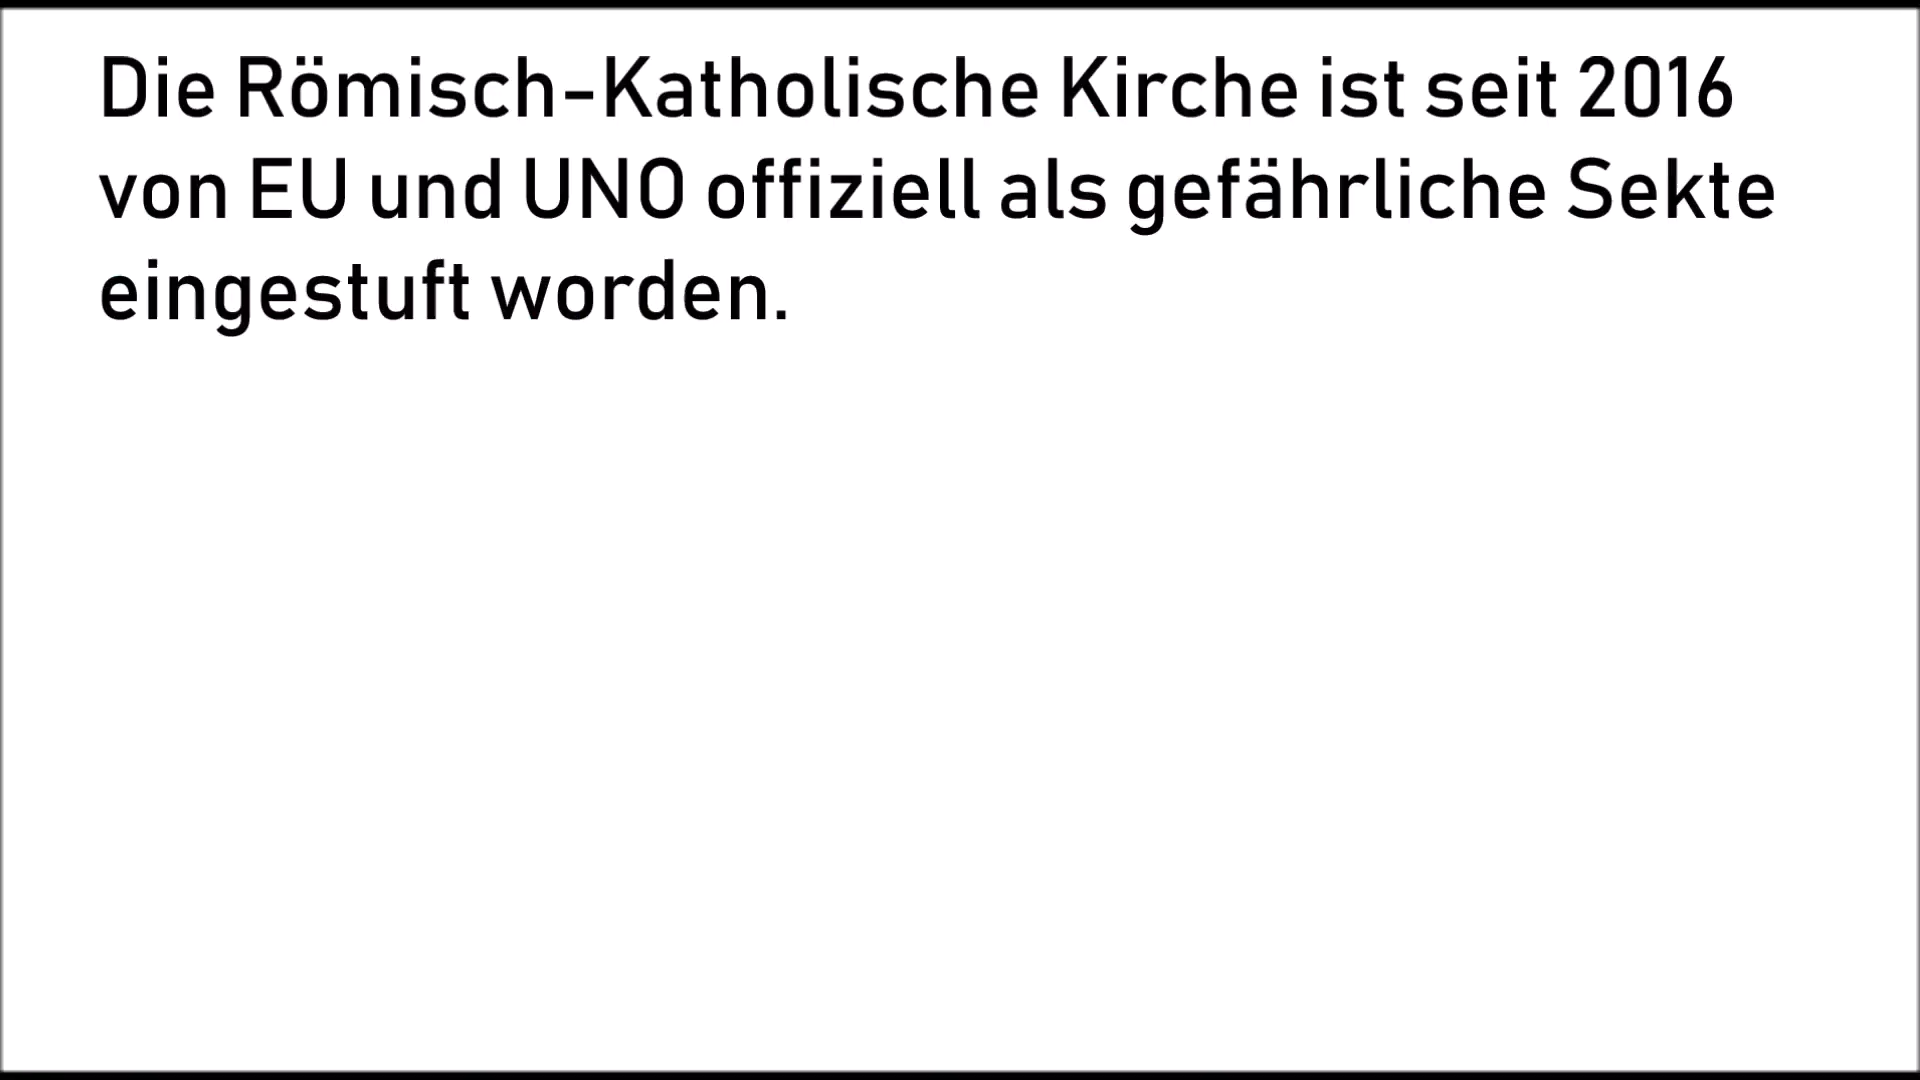 Die Römisch-Katholische Kirche ist seit 2016
von EU und UNO offiziell als gefährliche Sekte
eingestuft worden.